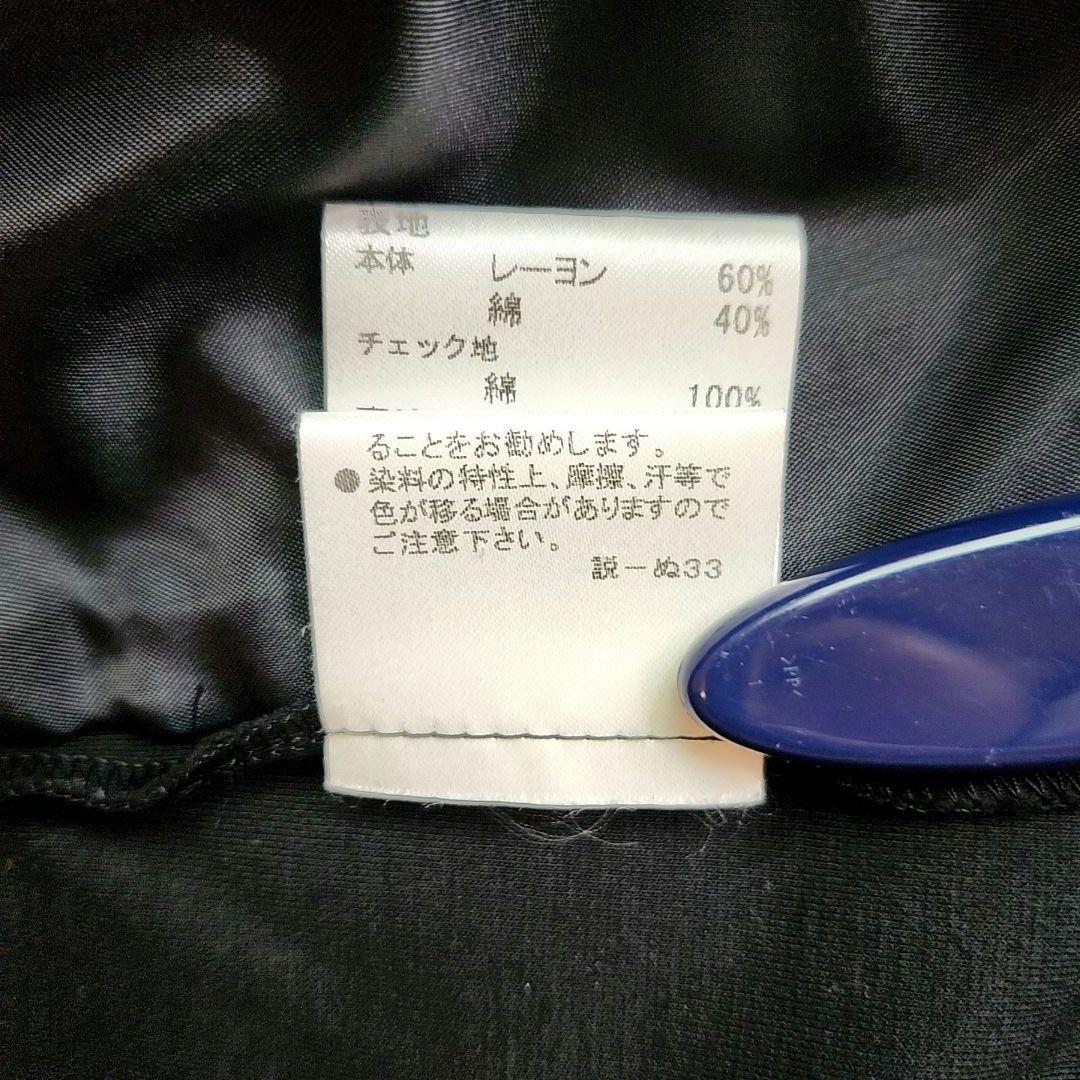 表地
本体 レーヨン 60%
綿 40%
チェック地
綿 100%
ることをお勧めします。
●染料の特性上、摩擦、汗等で
色が移る場合がありますので
ご注意下さい。
説ーぬ33